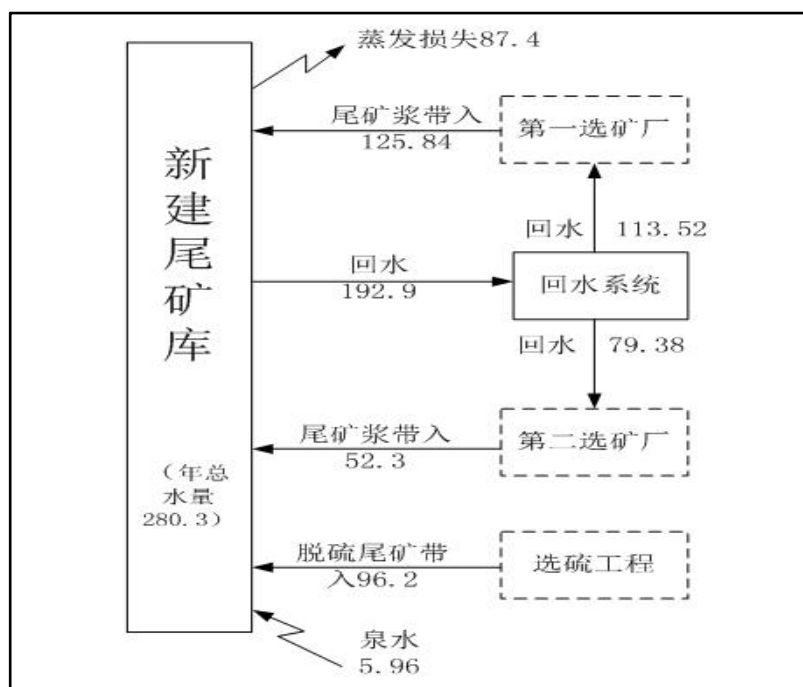 蒸发损失87.4
尾矿浆带入
125.84
第一选矿厂
新建尾矿库
回水 113.52
回水
192.9
回水系统
回水 79.38
尾矿浆带入
52.3
第二选矿厂
（年总
水量
280.3）
脱硫尾矿带
入96.2
选硫工程
泉水
5.96